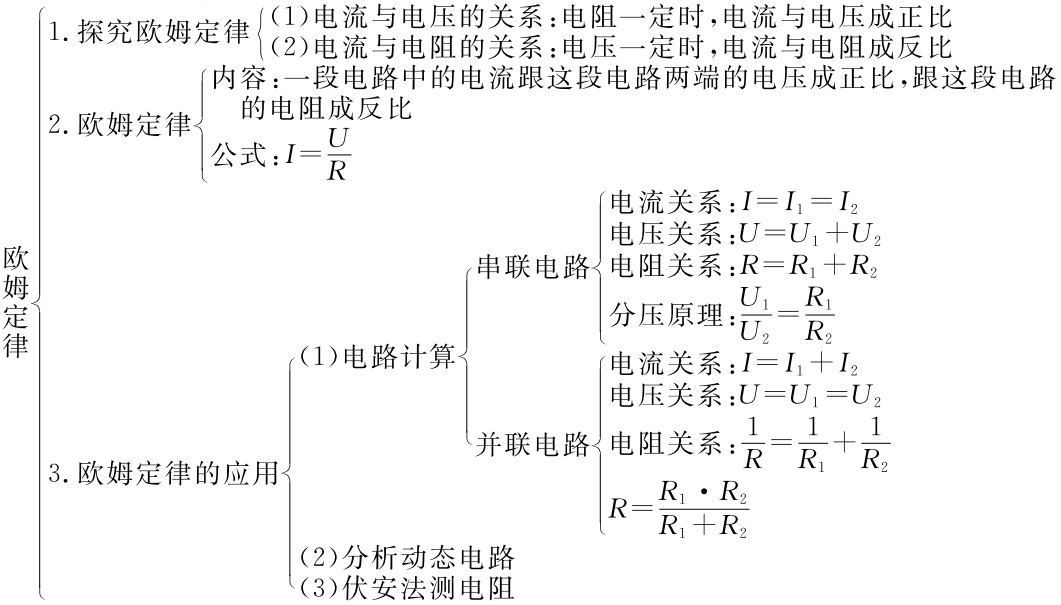 欧姆定律
1.探究欧姆定律
(1)电流与电压的关系:电阻一定时,电流与电压成正比
(2)电流与电阻的关系:电压一定时,电流与电阻成反比
2.欧姆定律
内容:一段电路中的电流跟这段电路两端的电压成正比,跟这段电路
的电阻成反比
公式:I=U/R
3.欧姆定律的应用
(1)电路计算
串联电路
电流关系:I=I₁=I₂
电压关系:U=U₁+U₂
电阻关系:R=R₁+R₂
分压原理:U₁/U₂=R₁/R₂
并联电路
电流关系:I=I₁+I₂
电压关系:U=U₁=U₂
电阻关系:1/R=1/R₁+1/R₂
R=R₁·R₂/R₁+R₂
(2)分析动态电路
(3)伏安法测电阻